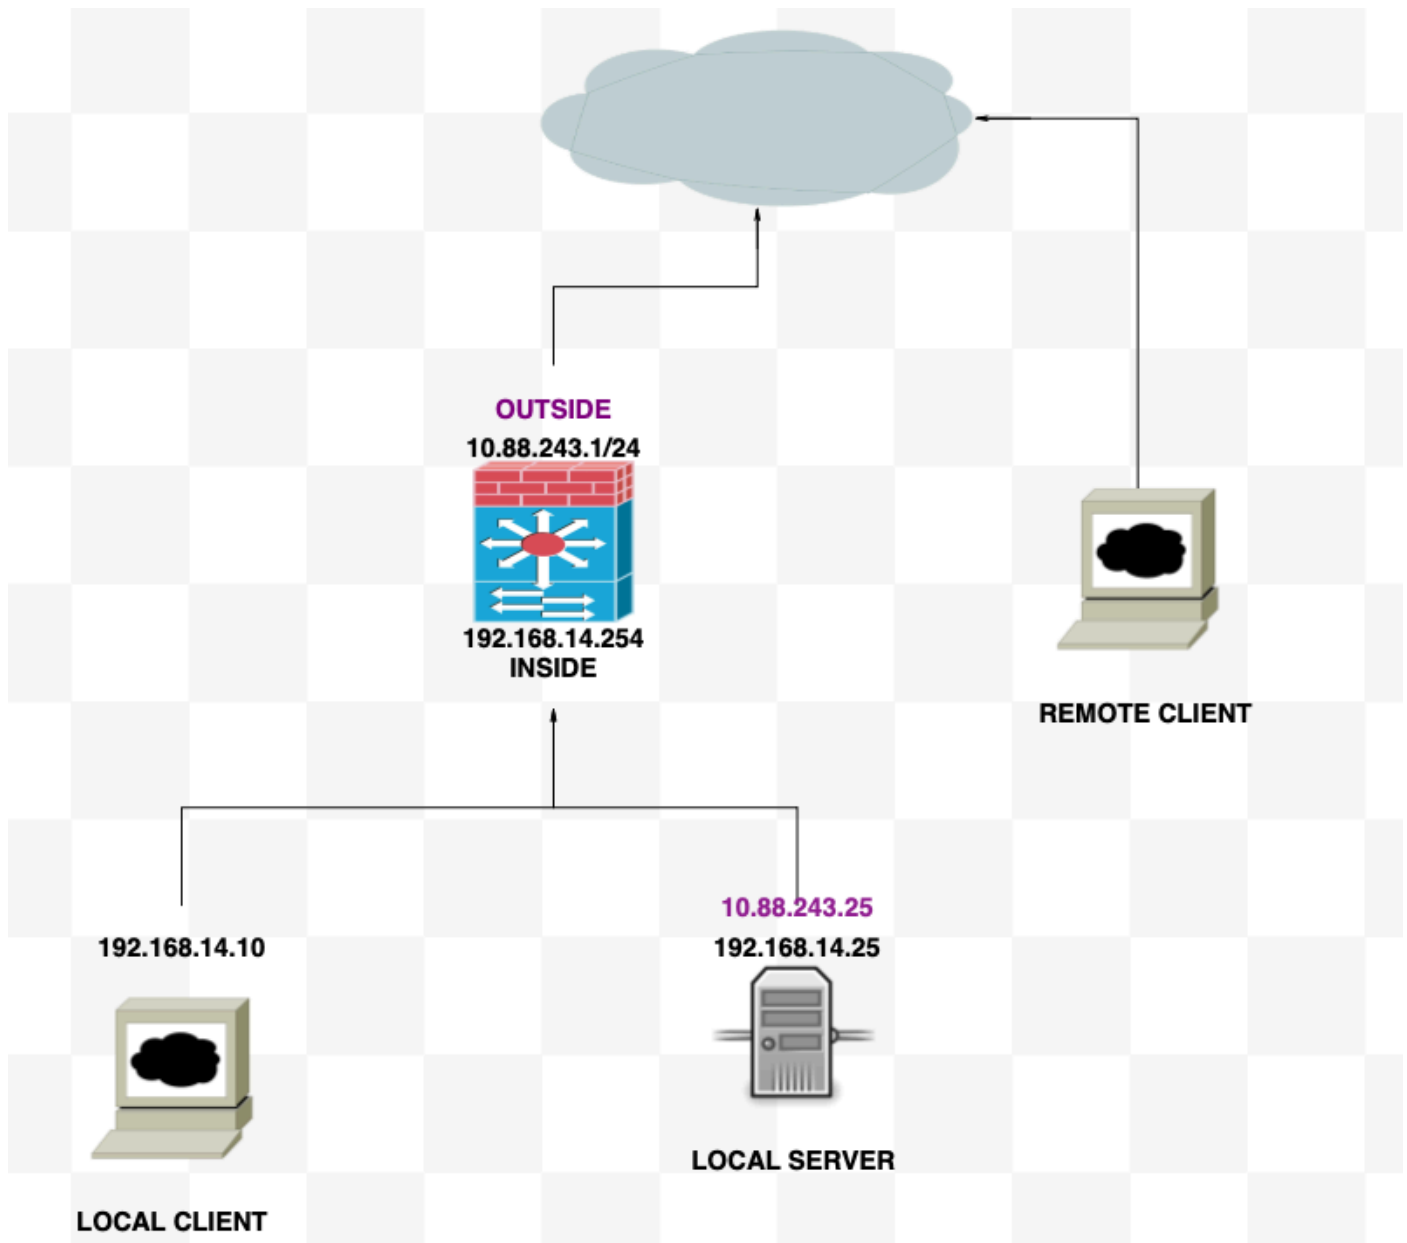 OUTSIDE
10.88.243.1/24
192.168.14.254
INSIDE
REMOTE CLIENT
10.88.243.25
192.168.14.10
192.168.14.25
LOCAL SERVER
LOCAL CLIENT